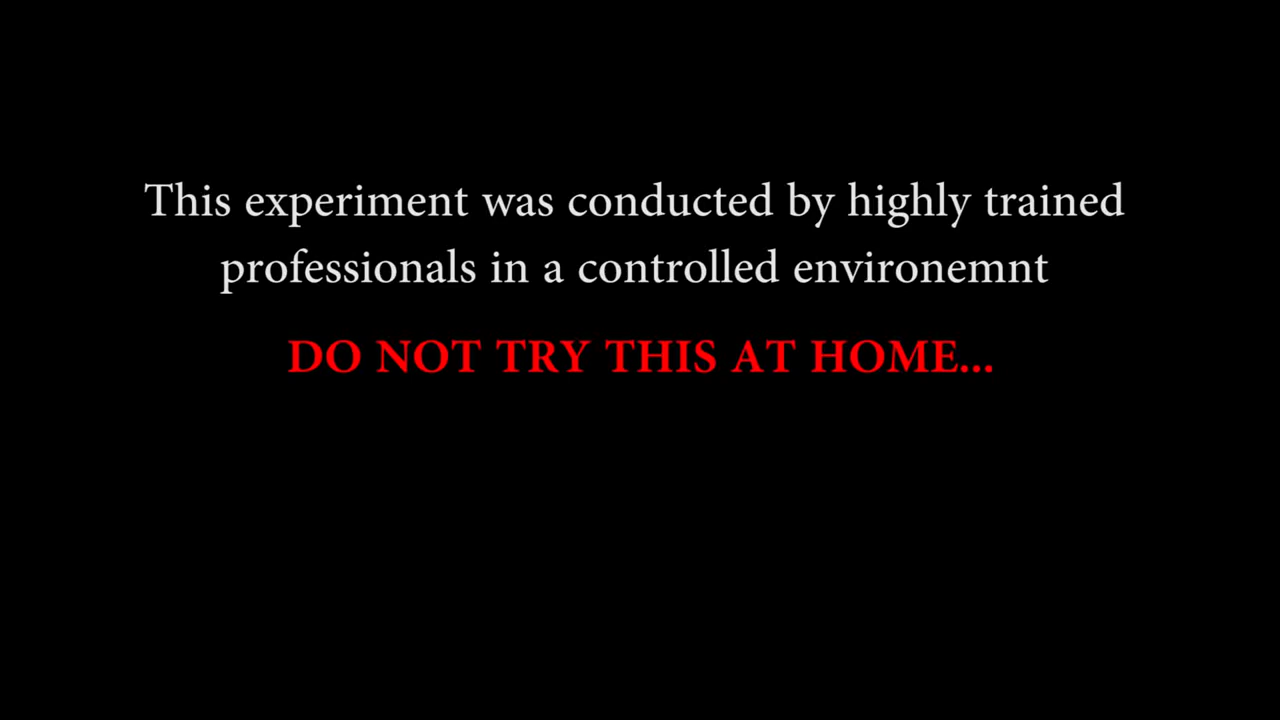 This experiment was conducted by highly trained
professionals in a controlled environemnt
DO NOT TRY THIS AT HOME...